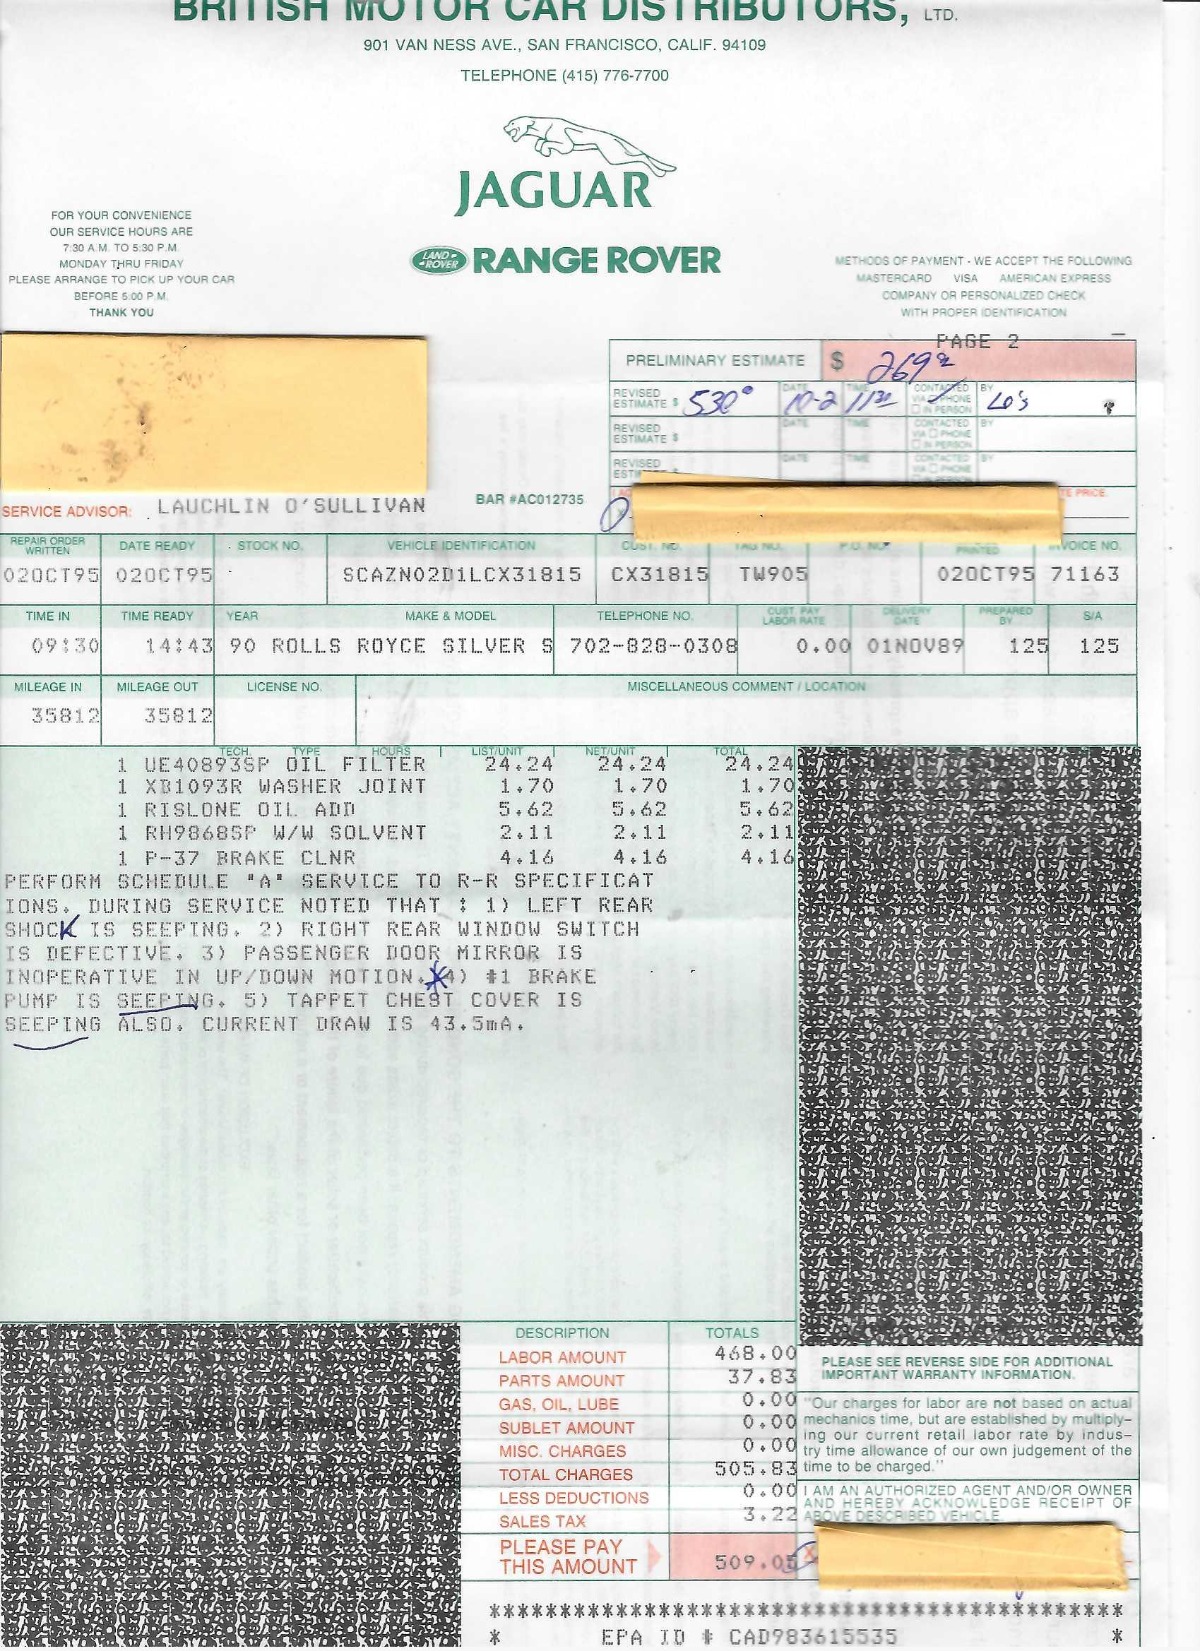 BRITISH MOTOR CAR DISTRIBUTORS, LTD.
901 VAN NESS AVE., SAN FRANCISCO, CALIF. 94109
TELEPHONE (415) 776-7700
JAGUAR
LAND-ROVER RANGE ROVER
FOR YOUR CONVENIENCE
OUR SERVICE HOURS ARE
7:30 A.M. TO 5:30 P.M.
MONDAY THRU FRIDAY
PLEASE ARRANGE TO PICK UP YOUR CAR
BEFORE 6:00 P.M.
THANK YOU
METHODS OF PAYMENT - WE ACCEPT THE FOLLOWING
MASTERCARD VISA AMERICAN EXPRESS
COMPANY OR PERSONALIZED CHECK
WITH PROPER IDENTIFICATION
PAGE 2
PRELIMINARY ESTIMATE $ 269
REVISED ESTIMATE $ 530 DATE 10-2 TIME 11 CONTACTED VIA PHONE IN PERSON BY
REVISED ESTIMATE $ DATE TIME CONTACTED VIA PHONE IN PERSON BY
REVISED DATE TIME CONTACTED VIA PHONE IN PERSON BY
PRICE.
SERVICE ADVISOR: LAUCHLIN O'SULLIVAN BAR #AC012735
REPAIR ORDER WRITTEN DATE READY STOCK NO. VEHICLE IDENTIFICATION CUST. NO. TAG NO. P.O. NO. PRINTED INVOICE NO.
02OCT95 02OCT95 SCAZN02D1LCX31815 CX31815 TW905 02OCT95 71163
TIME IN TIME READY YEAR MAKE & MODEL TELEPHONE NO. CUST. PAY LABOR RATE DELIVERY DATE PREPARED BY S/A
09:30 14:43 90 ROLLS ROYCE SILVER S 702-828-0308 0.00 01NOV89 125 125
MILEAGE IN MILEAGE OUT LICENSE NO. MISCELLANEOUS COMMENT / LOCATION
35812 35812
TECH. TYPE HOURS LIST/UNIT NET/UNIT TOTAL
1 UE40893SP OIL FILTER 24.24 24.24 24.24
1 XB1093R WASHER JOINT 1.70 1.70 1.70
1 RISLONE OIL ADD 5.62 5.62 5.62
1 RH9868SP W/W SOLVENT 2.11 2.11 2.11
1 P-37 BRAKE CLNR 4.16 4.16 4.16
PERFORM SCHEDULE "A" SERVICE TO R-R SPECIFICAT
IONS. DURING SERVICE NOTED THAT : 1) LEFT REAR
SHOCK IS SEEPING. 2) RIGHT REAR WINDOW SWITCH
IS DEFECTIVE. 3) PASSENGER DOOR MIRROR IS
INOPERATIVE IN UP/DOWN MOTION. 4) #1 BRAKE
PUMP IS SEEPING. 5) TAPPET CHEST COVER IS
SEEPING ALSO. CURRENT DRAW IS 43.5mA.
DESCRIPTION TOTALS
LABOR AMOUNT 468.00
PARTS AMOUNT 37.83
GAS, OIL, LUBE 0.00
SUBLET AMOUNT 0.00
MISC. CHARGES 0.00
TOTAL CHARGES 505.83
LESS DEDUCTIONS 0.00
SALES TAX 3.22
PLEASE PAY
THIS AMOUNT 509.05
PLEASE SEE REVERSE SIDE FOR ADDITIONAL
IMPORTANT WARRANTY INFORMATION.
"Our charges for labor are not based on actual
mechanics time, but are established by multiply-
ing our current retail labor rate by indus-
try time allowance of our own judgement of the
time to be charged."
I AM AN AUTHORIZED AGENT AND/OR OWNER
AND HEREBY ACKNOWLEDGE RECEIPT OF
ABOVE DESCRIBED VEHICLE.
*********************************************
* EPA ID # CAD983615535 *